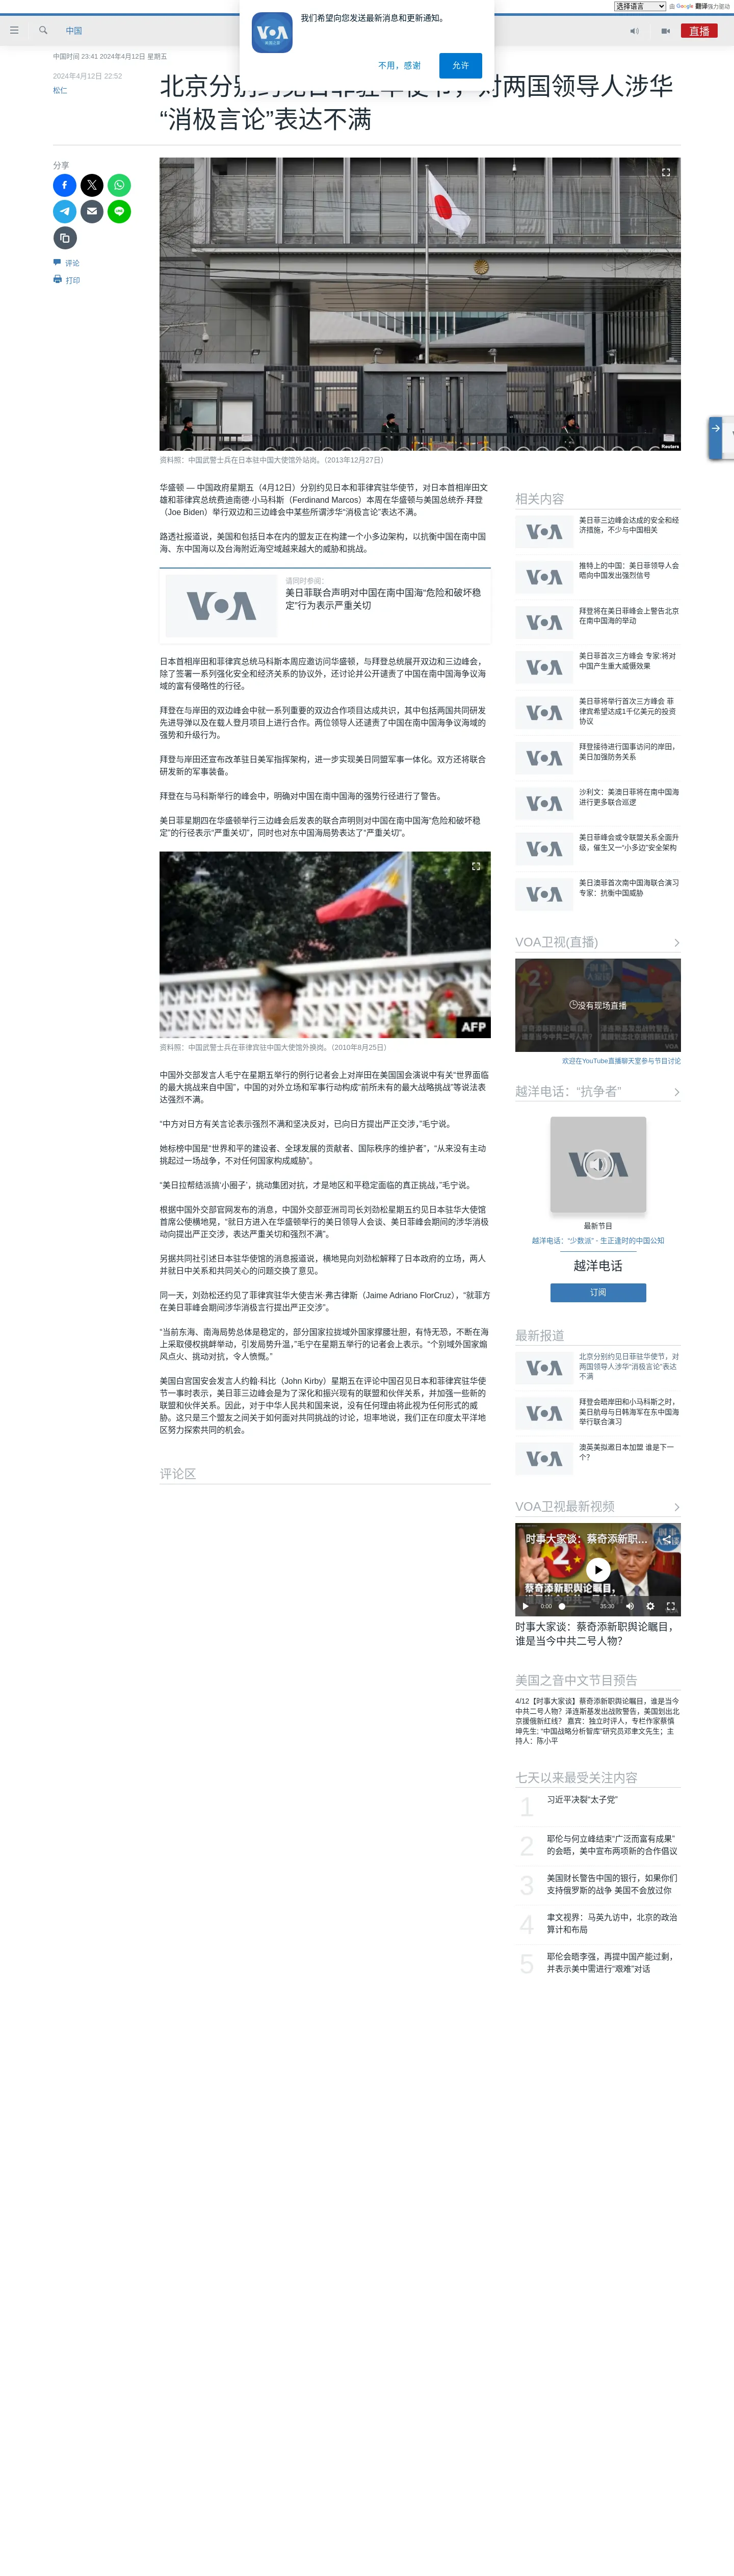 选择语言
由 Google 翻译强力驱动
我们希望向您发送最新消息和更新通知。
VOA
不用，感谢
允许
中国
直播
中国时间 23:41 2024年4月12日 星期五
2024年4月12日 22:52
松仁
北京分别约见日菲驻华使节，对两国领导人涉华
“消极言论”表达不满
分享
评论
打印
Reuters
资料照：中国武警士兵在日本驻中国大使馆外站岗。（2013年12月27日）
华盛顿 — 中国政府星期五（4月12日）分别约见日本和菲律宾驻华使节，对日本首相岸田文
雄和菲律宾总统费迪南德·小马科斯（Ferdinand Marcos）本周在华盛顿与美国总统乔·拜登
（Joe Biden）举行双边和三边峰会中某些所谓涉华“消极言论”表达不满。
路透社报道说，美国和包括日本在内的盟友正在构建一个小多边架构，以抗衡中国在南中国
海、东中国海以及台海附近海空域越来越大的威胁和挑战。
VOA
请同时参阅：
美日菲联合声明对中国在南中国海“危险和破坏稳
定”行为表示严重关切
日本首相岸田和菲律宾总统马科斯本周应邀访问华盛顿，与拜登总统展开双边和三边峰会，
除了签署一系列强化安全和经济关系的协议外，还讨论并公开谴责了中国在南中国海争议海
域的富有侵略性的行径。
拜登在与岸田的双边峰会中就一系列重要的双边合作项目达成共识，其中包括两国共同研发
先进导弹以及在载人登月项目上进行合作。两位领导人还谴责了中国在南中国海争议海域的
强势和升级行为。
拜登与岸田还宣布改革驻日美军指挥架构，进一步实现美日同盟军事一体化。双方还将联合
研发新的军事装备。
拜登在与马科斯举行的峰会中，明确对中国在南中国海的强势行径进行了警告。
美日菲星期四在华盛顿举行三边峰会后发表的联合声明则对中国在南中国海“危险和破坏稳
定”的行径表示“严重关切”，同时也对东中国海局势表达了“严重关切”。
AFP
资料照：中国武警士兵在菲律宾驻中国大使馆外换岗。（2010年8月25日）
中国外交部发言人毛宁在星期五举行的例行记者会上对岸田在美国国会演说中有关“世界面临
的最大挑战来自中国”，中国的对外立场和军事行动构成“前所未有的最大战略挑战”等说法表
达强烈不满。
“中方对日方有关言论表示强烈不满和坚决反对，已向日方提出严正交涉，”毛宁说。
她标榜中国是“世界和平的建设者、全球发展的贡献者、国际秩序的维护者”，“从来没有主动
挑起过一场战争，不对任何国家构成威胁”。
“美日拉帮结派搞‘小圈子’，挑动集团对抗，才是地区和平稳定面临的真正挑战，”毛宁说。
根据中国外交部官网发布的消息，中国外交部亚洲司司长刘劲松星期五约见日本驻华大使馆
首席公使横地晃，“就日方进入在华盛顿举行的美日领导人会谈、美日菲峰会期间的涉华消极
动向提出严正交涉，表达严重关切和强烈不满”。
另据共同社引述日本驻华使馆的消息报道说，横地晃向刘劲松解释了日本政府的立场，两人
并就日中关系和共同关心的问题交换了意见。
同一天，刘劲松还约见了菲律宾驻华大使吉米·弗古律斯（Jaime Adriano FlorCruz），“就菲方
在美日菲峰会期间涉华消极言行提出严正交涉”。
“当前东海、南海局势总体是稳定的，部分国家拉拢域外国家撑腰壮胆，有恃无恐，不断在海
上采取侵权挑衅举动，引发局势升温，”毛宁在星期五举行的记者会上表示。“个别域外国家煽
风点火、挑动对抗，令人愤慨。”
美国白宫国安会发言人约翰·科比（John Kirby）星期五在评论中国召见日本和菲律宾驻华使
节一事时表示，美日菲三边峰会是为了深化和振兴现有的联盟和伙伴关系，并加强一些新的
联盟和伙伴关系。因此，对于中华人民共和国来说，没有任何理由将此视为任何形式的威
胁。这只是三个盟友之间关于如何面对共同挑战的讨论，坦率地说，我们正在印度太平洋地
区努力探索共同的机会。
评论区
相关内容
VOA
美日菲三边峰会达成的安全和经
济措施，不少与中国相关
VOA
推特上的中国：美日菲领导人会
晤向中国发出强烈信号
VOA
拜登将在美日菲峰会上警告北京
在南中国海的举动
VOA
美日菲首次三方峰会 专家:将对
中国产生重大威慑效果
VOA
美日菲将举行首次三方峰会 菲
律宾希望达成1千亿美元的投资
协议
VOA
拜登接待进行国事访问的岸田，
美日加强防务关系
VOA
沙利文：美澳日菲将在南中国海
进行更多联合巡逻
VOA
美日菲峰会或令联盟关系全面升
级，催生又一“小多边”安全架构
VOA
美日澳菲首次南中国海联合演习
专家：抗衡中国威胁
VOA卫视(直播)
没有现场直播
欢迎在YouTube直播聊天室参与节目讨论
越洋电话：“抗争者”
VOA
最新节目
越洋电话：“少数派” - 生正逢时的中国公知
越洋电话
订阅
最新报道
VOA
北京分别约见日菲驻华使节，对
两国领导人涉华“消极言论”表达
不满
VOA
拜登会晤岸田和小马科斯之时，
美日航母与日韩海军在东中国海
举行联合演习
VOA
澳英美拟邀日本加盟 谁是下一
个？
VOA卫视最新视频
时事大家谈：蔡奇添新职...
蔡奇添新职舆论瞩目，
谁是当今中共二号人物？
0:00
35:30
时事大家谈：蔡奇添新职舆论瞩目，
谁是当今中共二号人物？
美国之音中文节目预告
4/12【时事大家谈】蔡奇添新职舆论瞩目，谁是当今
中共二号人物？泽连斯基发出战败警告，美国划出北
京援俄新红线？ 嘉宾：独立时评人，专栏作家蔡慎
坤先生; “中国战略分析智库”研究员邓聿文先生；主
持人：陈小平
七天以来最受关注内容
1
习近平决裂“太子党”
2
耶伦与何立峰结束“广泛而富有成果”
的会晤，美中宣布两项新的合作倡议
3
美国财长警告中国的银行，如果你们
支持俄罗斯的战争 美国不会放过你
4
聿文视界：马英九访中，北京的政治
算计和布局
5
耶伦会晤李强，再提中国产能过剩，
并表示美中需进行“艰难”对话